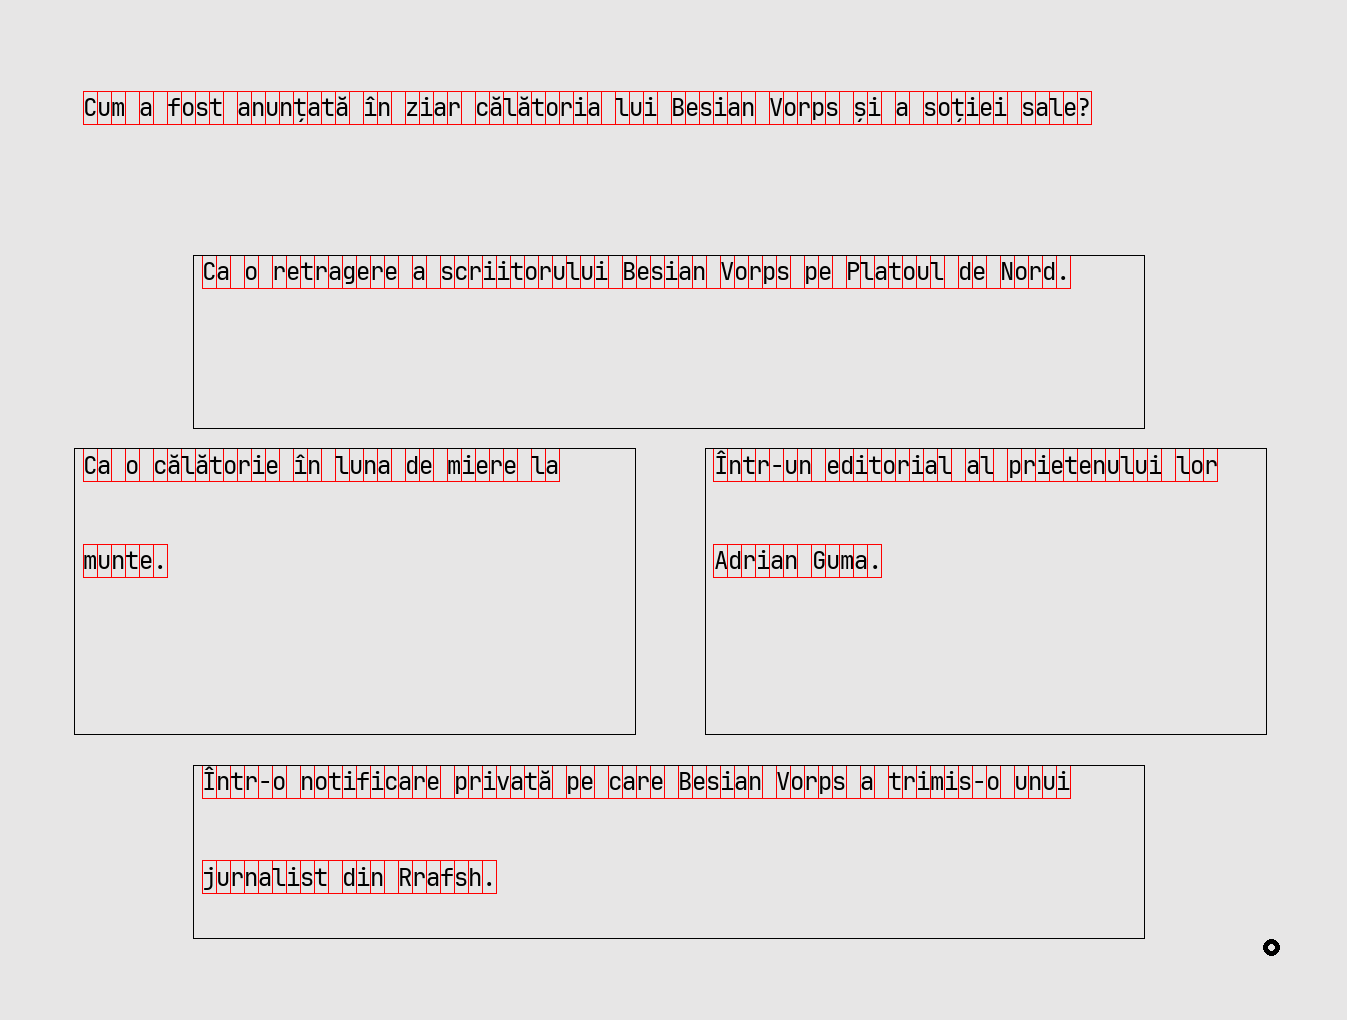 Cum a fost anunțată în ziar călătoria lui Besian Vorps și a soției sale?
Ca o retragere a scriitorului Besian Vorps pe Platoul de Nord.
Ca o călătorie în luna de miere la
munte.
Într-un editorial al prietenului lor
Adrian Guma.
Într-o notificare privată pe care Besian Vorps a trimis-o unui
jurnalist din Rrafsh.